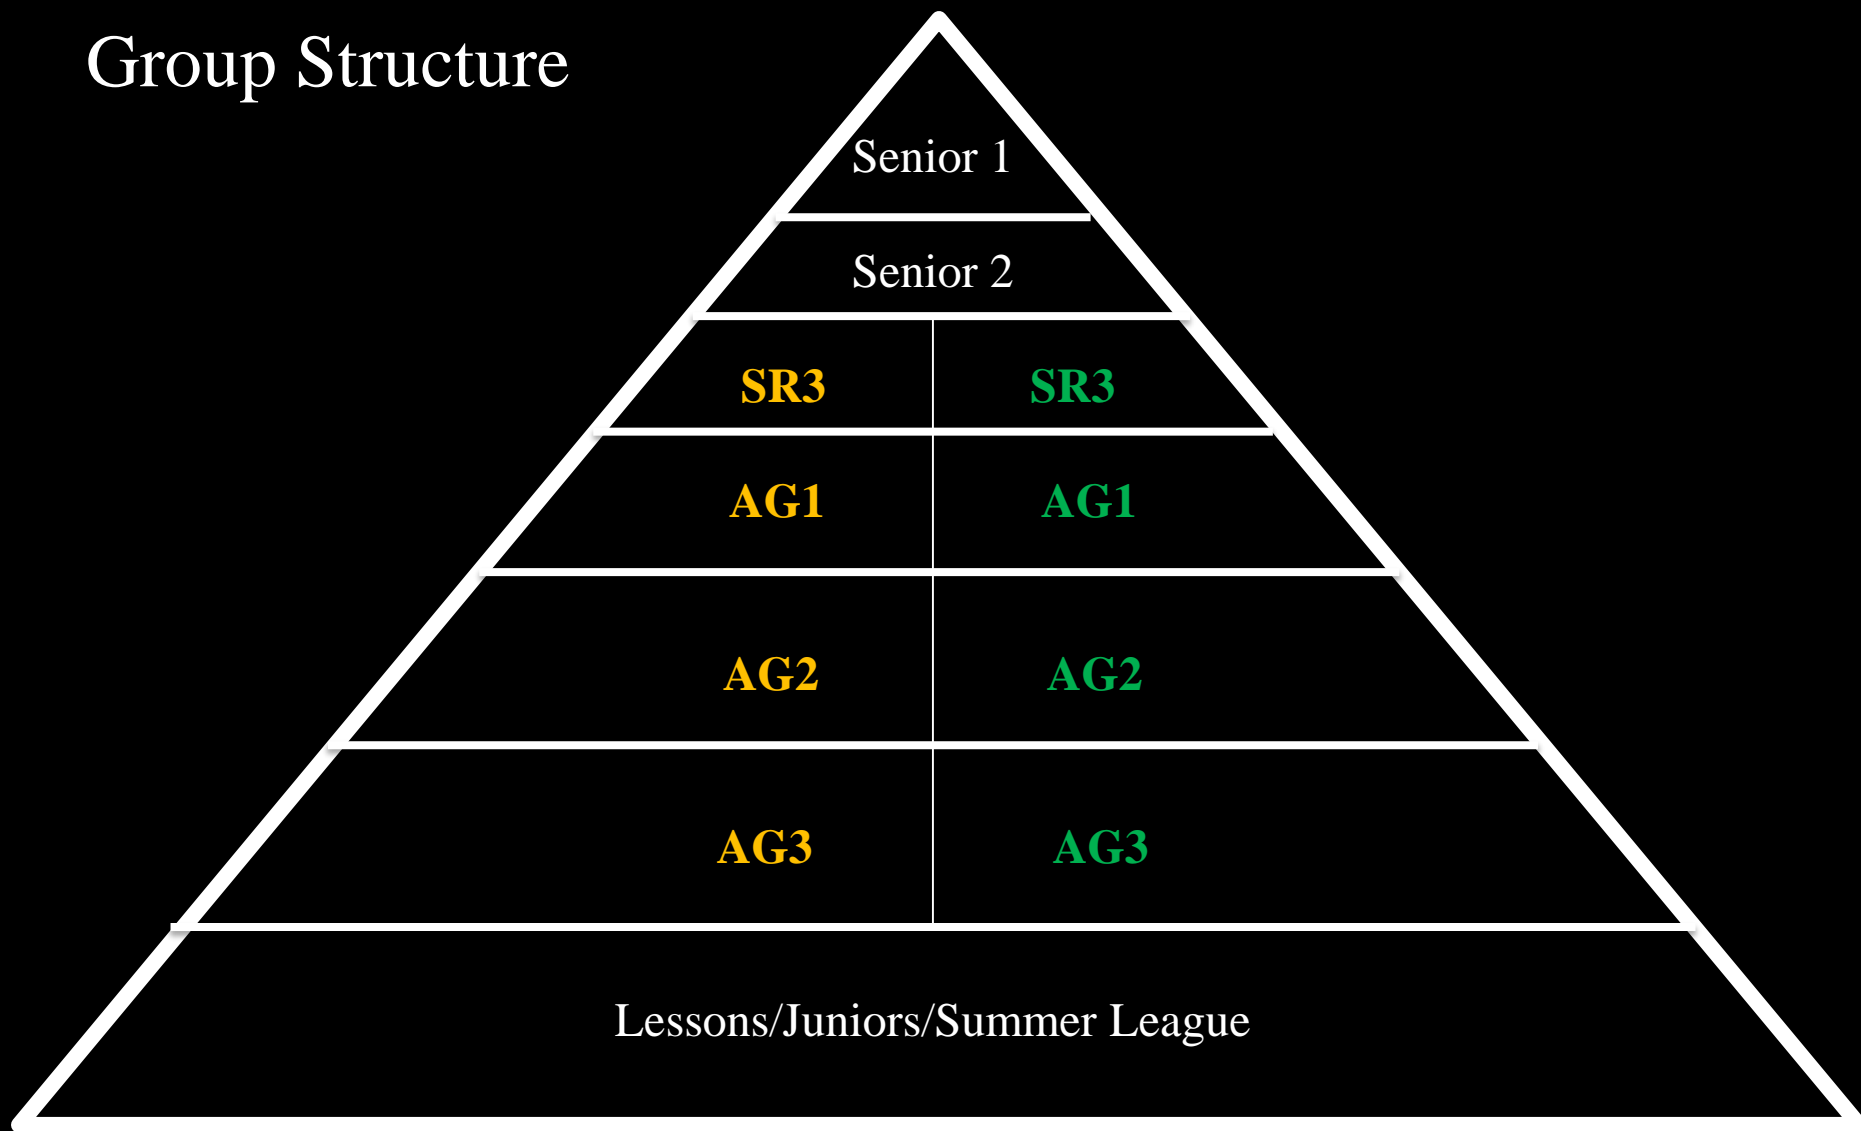 Group Structure
Senior 1
Senior 2
SR3 SR3
AG1 AG1
AG2 AG2
AG3 AG3
Lessons/Juniors/Summer League